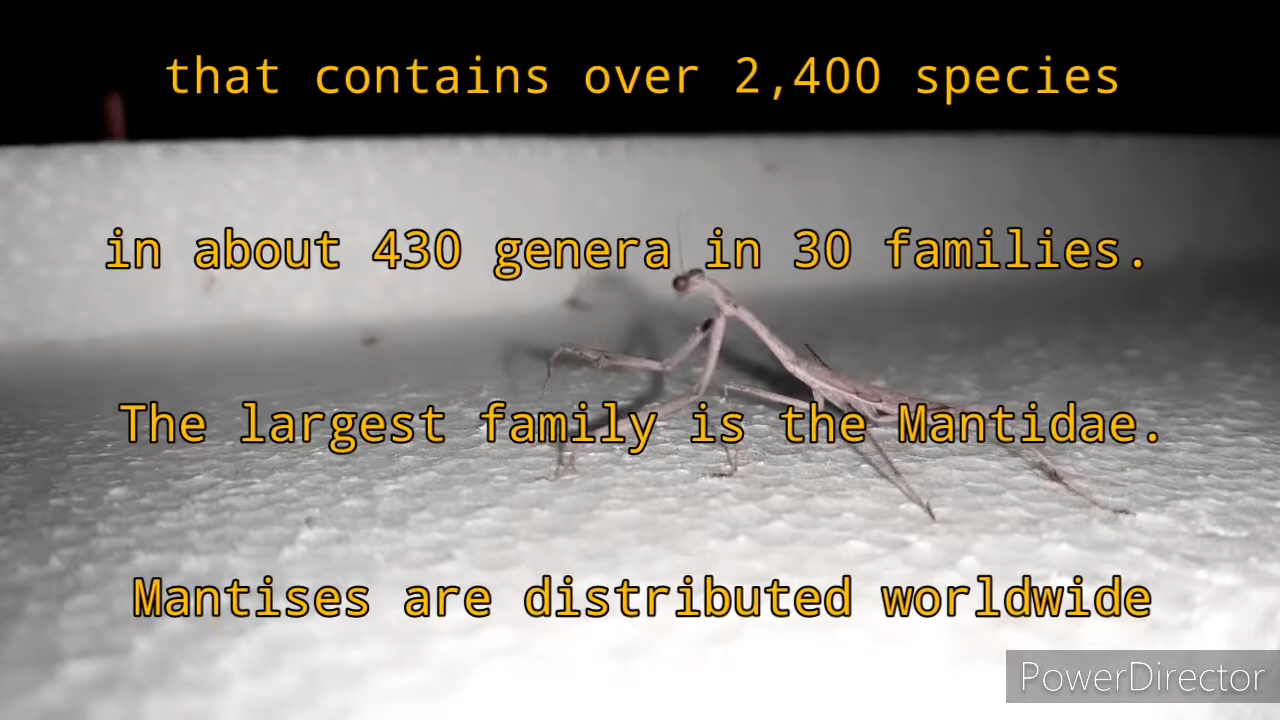 that contains over 2,400 species
in about 430 genera in 30 families.
The largest family is the Mantidae.
Mantises are distributed worldwide
PowerDirector